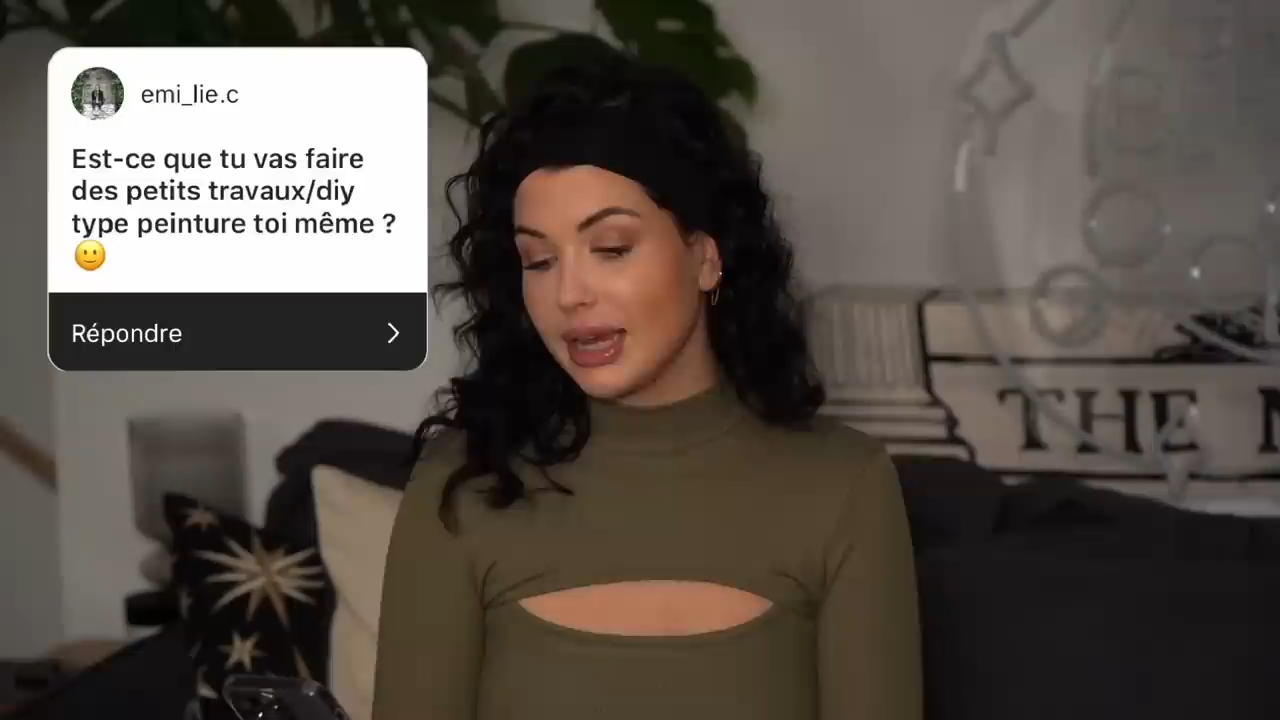 emi_lie.c
Est-ce que tu vas faire
des petits travaux/diy
type peinture toi même ?
🙂
Répondre
THE N